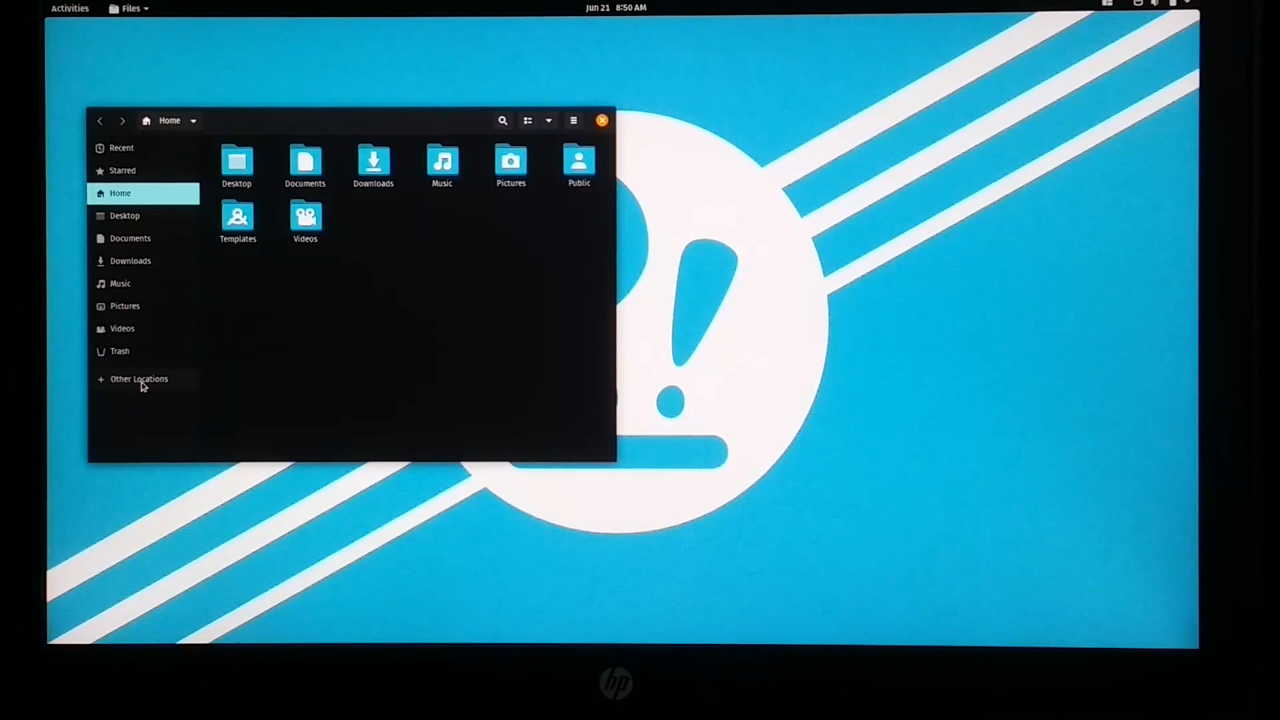 Activities
Files
Jun 21 8:50 AM
Home
Recent
Starred
Home
Desktop
Documents
Downloads
Music
Pictures
Videos
Trash
Other Locations
Desktop
Documents
Downloads
Music
Pictures
Public
Templates
Videos
!
hp